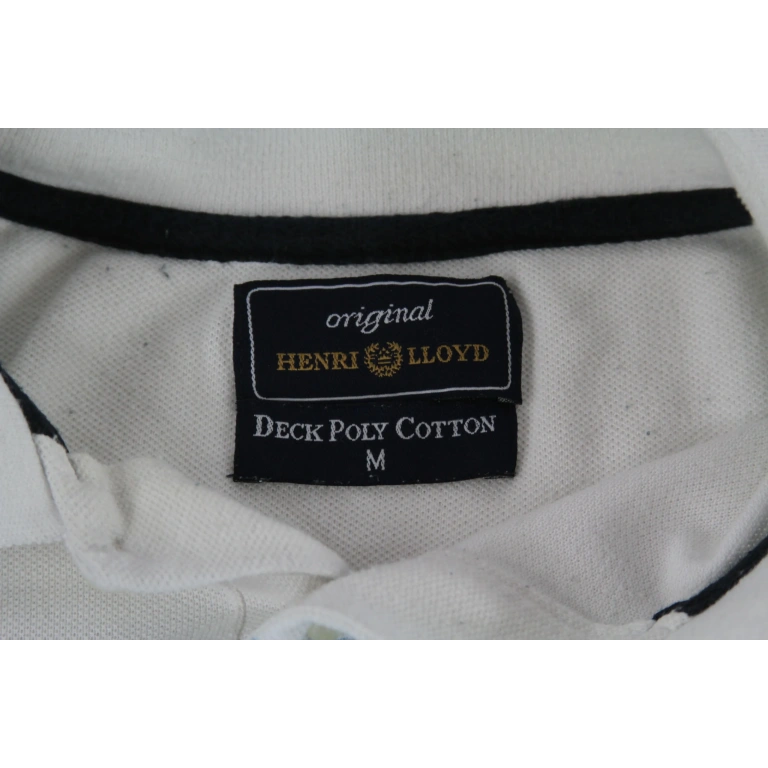 original
HENRI LLOYD
DECK POLY COTTON
M